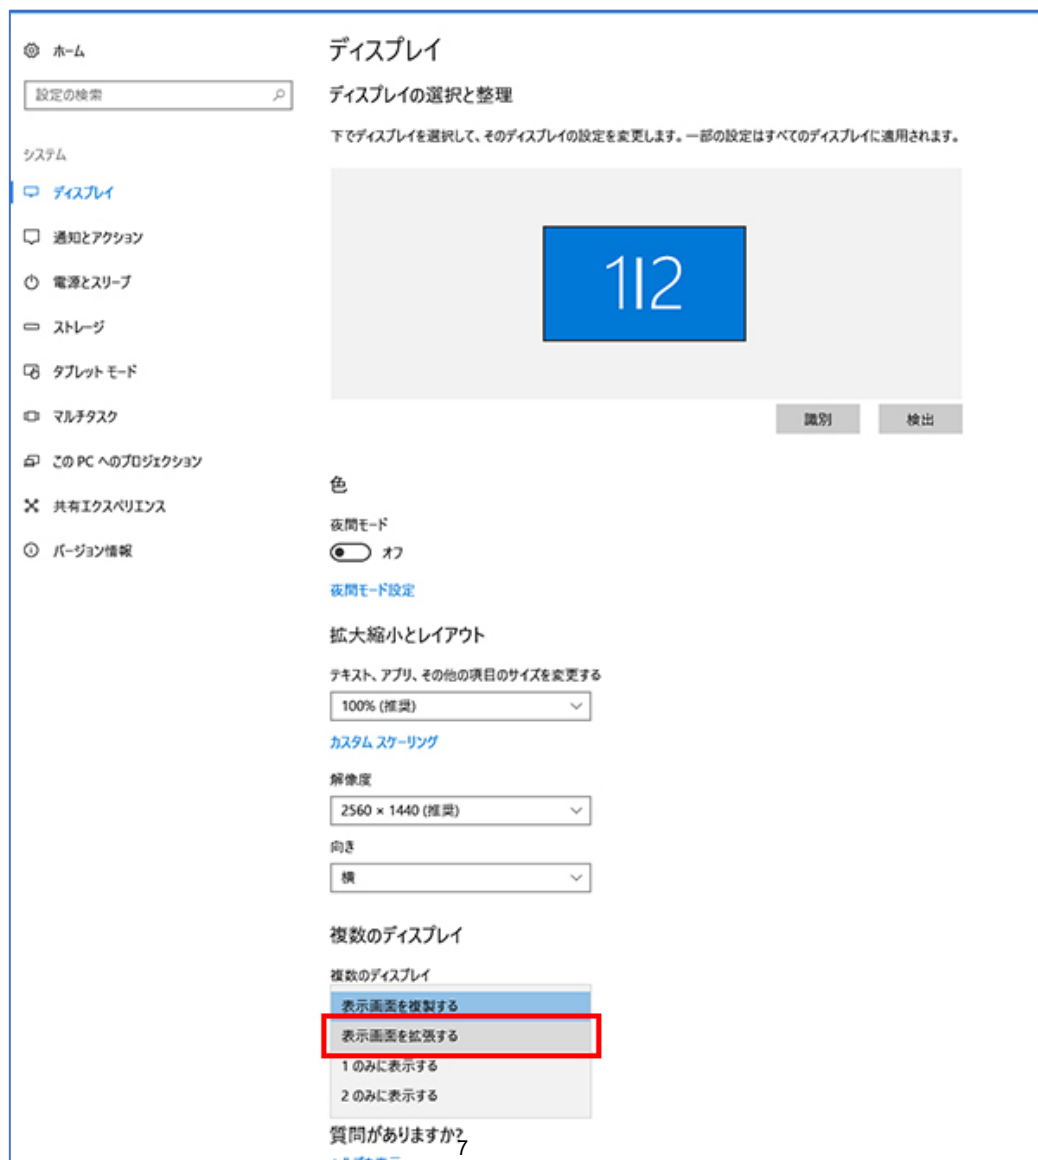 ホーム
設定の検索
システム
ディスプレイ
通知とアクション
電源とスリープ
ストレージ
タブレット モード
マルチタスク
この PC へのプロジェクション
共有エクスペリエンス
バージョン情報
ディスプレイ
ディスプレイの選択と整理
下でディスプレイを選択して、そのディスプレイの設定を変更します。一部の設定はすべてのディスプレイに適用されます。
1|2
識別 検出
色
夜間モード
オフ
夜間モード設定
拡大縮小とレイアウト
テキスト、アプリ、その他の項目のサイズを変更する
100% (推奨)
カスタム スケーリング
解像度
2560 × 1440 (推奨)
向き
横
複数のディスプレイ
複数のディスプレイ
表示画面を複製する
表示画面を拡張する
1 のみに表示する
2 のみに表示する
質問がありますか?
7